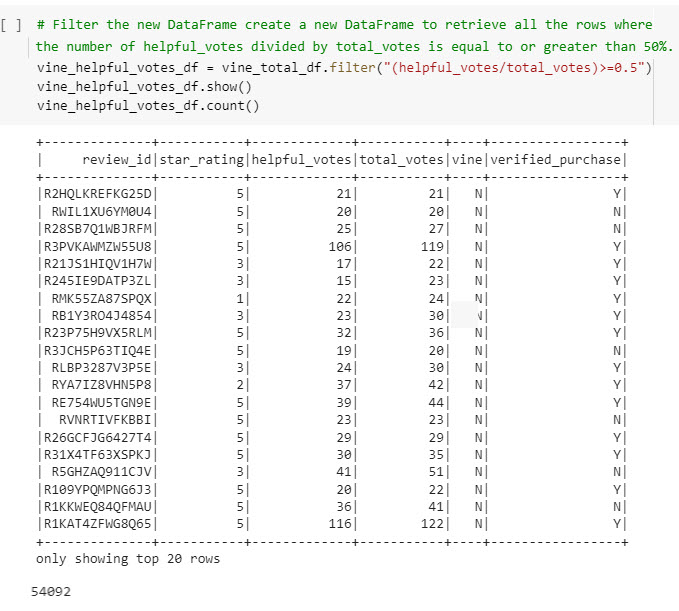 [ ] # Filter the new DataFrame create a new DataFrame to retrieve all the rows where
the number of helpful_votes divided by total_votes is equal to or greater than 50%.
vine_helpful_votes_df = vine_total_df.filter("(helpful_votes/total_votes)>=0.5")
vine_helpful_votes_df.show()
vine_helpful_votes_df.count()
+--------------+-----------+-------------+-----------+----+-----------------+
|     review_id|star_rating|helpful_votes|total_votes|vine|verified_purchase|
+--------------+-----------+-------------+-----------+----+-----------------+
|R2HQLKREFKG25D|          5|           21|         21|   N|                Y|
| RWIL1XU6YM0U4|          5|           20|         20|   N|                N|
|R28SB7Q1WBJRFM|          5|           25|         27|   N|                N|
|R3PVKAWMZW55U8|          5|          106|        119|   N|                Y|
|R21JS1HIQV1H7W|          3|           17|         22|   N|                Y|
|R245IE9DATP3ZL|          3|           15|         23|   N|                Y|
| RMK55ZA87SPQX|          1|           22|         24|   N|                Y|
| RB1Y3RO4J4854|          3|           23|         30|    |                Y|
|R23P75H9VX5RLM|          5|           32|         36|   N|                Y|
|R3JCH5P63TIQ4E|          5|           19|         20|   N|                N|
| RLBP3287V3P5E|          3|           24|         30|   N|                Y|
| RYA7IZ8VHN5P8|          2|           37|         42|   N|                Y|
| RE754WU5TGN9E|          5|           39|         44|   N|                Y|
|  RVNRTIVFKBBI|          5|           23|         23|   N|                N|
|R26GCFJG6427T4|          5|           29|         29|   N|                Y|
|R31X4TF63XSPKJ|          5|           30|         35|   N|                Y|
| R5GHZAQ911CJV|          3|           41|         51|   N|                N|
|R109YPQMPNG6J3|          5|           20|         22|   N|                Y|
|R1KKWEQ84QFMAU|          5|           36|         41|   N|                N|
|R1KAT4ZFWG8Q65|          5|          116|        122|   N|                Y|
+--------------+-----------+-------------+-----------+----+-----------------+
only showing top 20 rows
54092